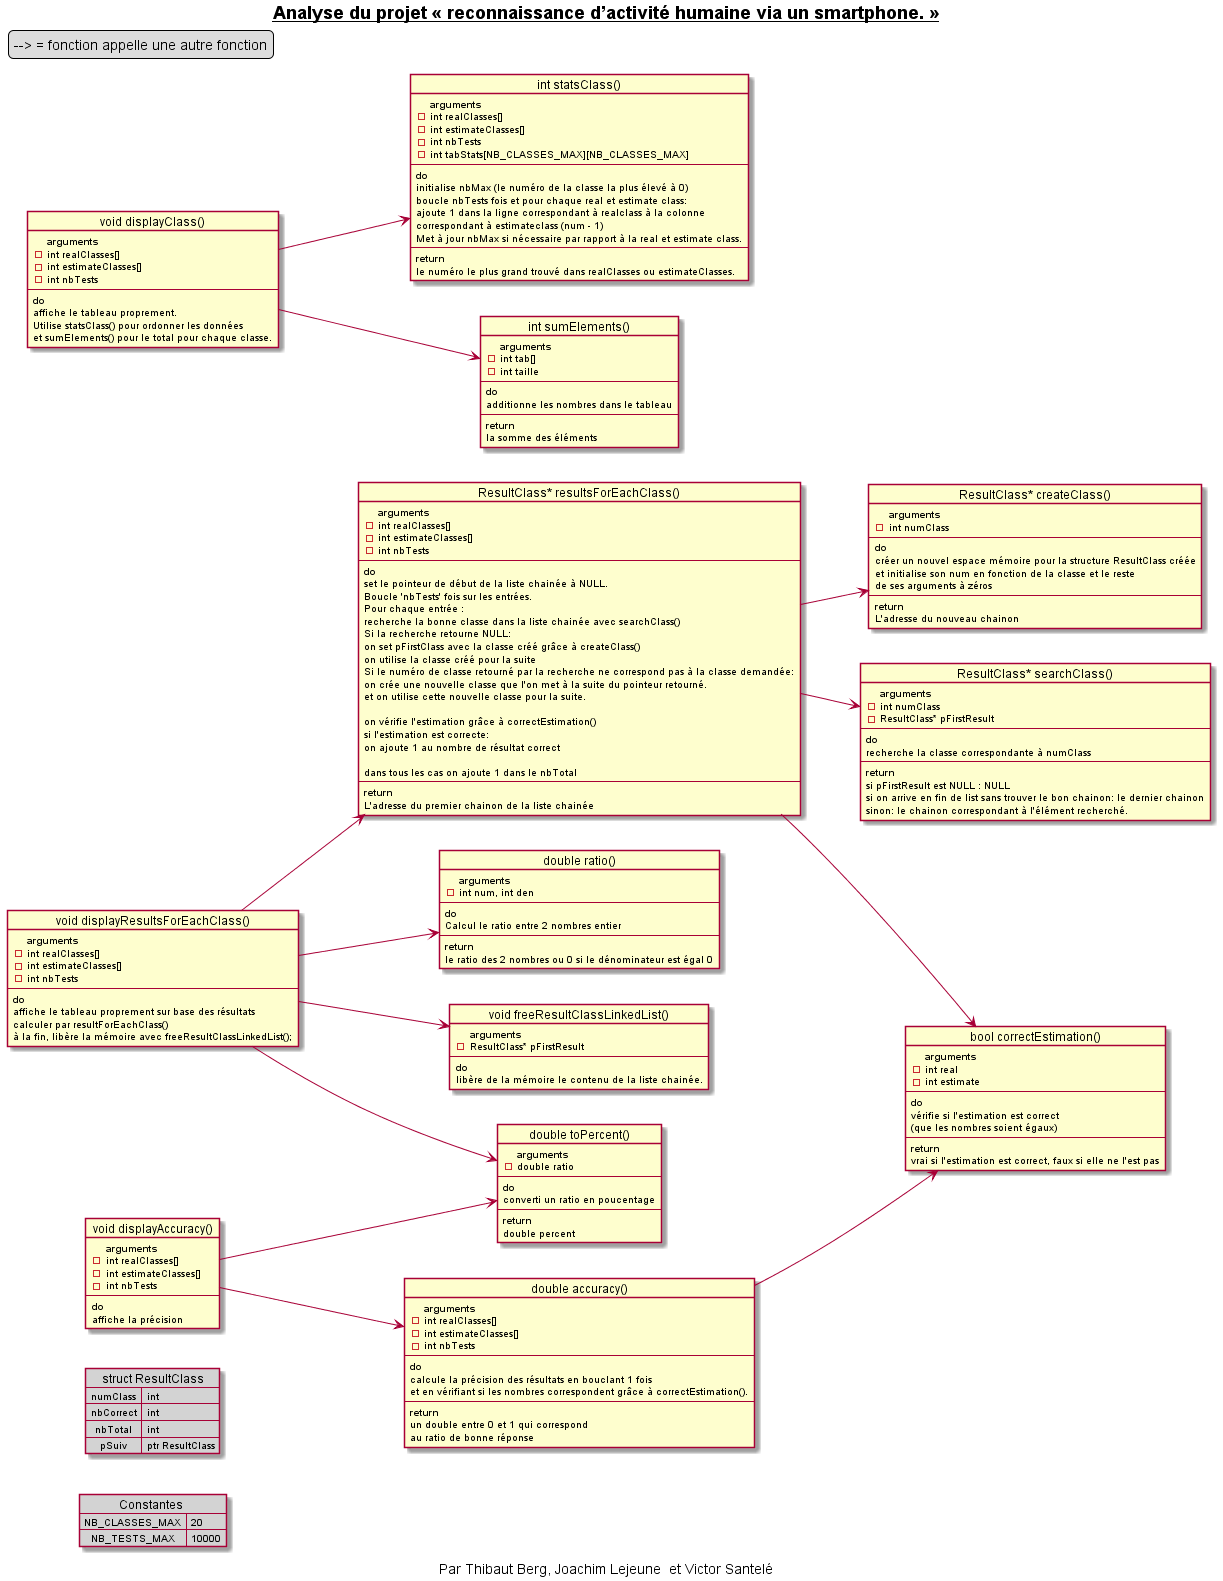 Analyse du projet « reconnaissance d'activité humaine via un smartphone. »
--> = fonction appelle une autre fonction
int statsClass()
arguments
int realClasses[]
int estimateClasses[]
int nbTests
int tabStats[NB_CLASSES_MAX][NB_CLASSES_MAX]
do
initialise nbMax (le numéro de la classe la plus élevé à 0)
boucle nbTests fois et pour chaque real et estimate class:
ajoute 1 dans la ligne correspondant à realclass à la colonne
correspondant à estimateclass (num - 1)
Met à jour nbMax si nécessaire par rapport à la real et estimate class.
return
le numéro le plus grand trouvé dans realClasses ou estimateClasses.
void displayClass()
arguments
int realClasses[]
int estimateClasses[]
int nbTests
do
affiche le tableau proprement.
Utilise statsClass() pour ordonner les données
et sumElements() pour le total pour chaque classe.
int sumElements()
arguments
int tab[]
int taille
do
additionne les nombres dans le tableau
return
la somme des éléments
ResultClass* resultsForEachClass()
arguments
int realClasses[]
int estimateClasses[]
int nbTests
do
set le pointeur de début de la liste chainée à NULL.
Boucle 'nbTests' fois sur les entrées.
Pour chaque entrée :
recherche la bonne classe dans la liste chainée avec searchClass()
Si la recherche retourne NULL:
on set pFirstClass avec la classe créé grâce à createClass()
on utilise la classe créé pour la suite
Si le numéro de classe retourné par la recherche ne correspond pas à la classe demandée:
on crée une nouvelle classe que l'on met à la suite du pointeur retourné.
et on utilise cette nouvelle classe pour la suite.
on vérifie l'estimation grâce à correctEstimation()
si l'estimation est correcte:
on ajoute 1 au nombre de résultat correct
dans tous les cas on ajoute 1 dans le nbTotal
return
L'adresse du premier chainon de la liste chainée
ResultClass* createClass()
arguments
int numClass
do
créer un nouvel espace mémoire pour la structure ResultClass créée
et initialise son num en fonction de la classe et le reste
de ses arguments à zéros
return
L'adresse du nouveau chainon
ResultClass* searchClass()
arguments
int numClass
ResultClass* pFirstResult
do
recherche la classe correspondante à numClass
return
si pFirstResult est NULL : NULL
si on arrive en fin de list sans trouver le bon chainon: le dernier chainon
sinon: le chainon correspondant à l'élément recherché.
double ratio()
arguments
int num, int den
do
Calcul le ratio entre 2 nombres entier
return
le ratio des 2 nombres ou 0 si le dénominateur est égal 0
void displayResultsForEachClass()
arguments
int realClasses[]
int estimateClasses[]
int nbTests
do
affiche le tableau proprement sur base des résultats
calculer par resultForEachClass()
à la fin, libère la mémoire avec freeResultClassLinkedList();
void freeResultClassLinkedList()
arguments
ResultClass* pFirstResult
do
libère de la mémoire le contenu de la liste chainée.
bool correctEstimation()
arguments
int real
int estimate
do
vérifie si l'estimation est correct
(que les nombres soient égaux)
return
vrai si l'estimation est correct, faux si elle ne l'est pas
double toPercent()
arguments
double ratio
do
converti un ratio en poucentage
return
double percent
void displayAccuracy()
arguments
int realClasses[]
int estimateClasses[]
int nbTests
do
affiche la précision
double accuracy()
arguments
int realClasses[]
int estimateClasses[]
int nbTests
do
calcule la précision des résultats en bouclant 1 fois
et en vérifiant si les nombres correspondent grâce à correctEstimation().
return
un double entre 0 et 1 qui correspond
au ratio de bonne réponse
struct ResultClass
numClass int
nbCorrect int
nbTotal int
pSuiv ptr ResultClass
Constantes
NB_CLASSES_MAX 20
NB_TESTS_MAX 10000
Par Thibaut Berg, Joachim Lejeune et Victor Santelé